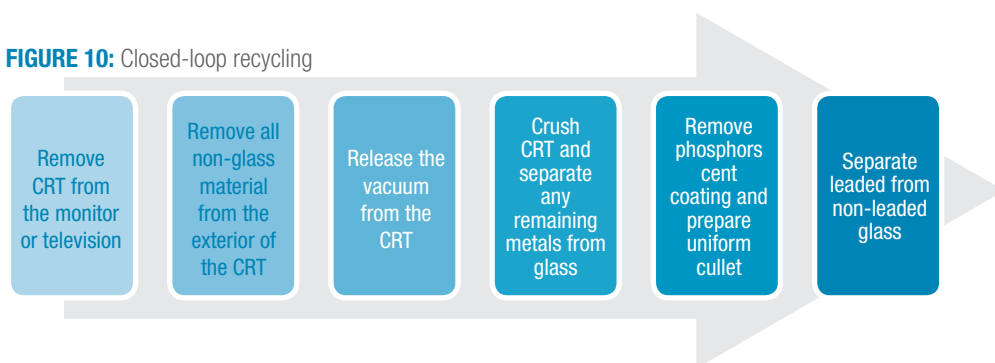 FIGURE 10: Closed-loop recycling
Remove
CRT from
the monitor
or television
Remove all
non-glass
material
from the
exterior of
the CRT
Release the
vacuum
from the
CRT
Crush
CRT and
separate
any
remaining
metals from
glass
Remove
phosphors
cent
coating and
prepare
uniform
cullet
Separate
leaded from
non-leaded
glass